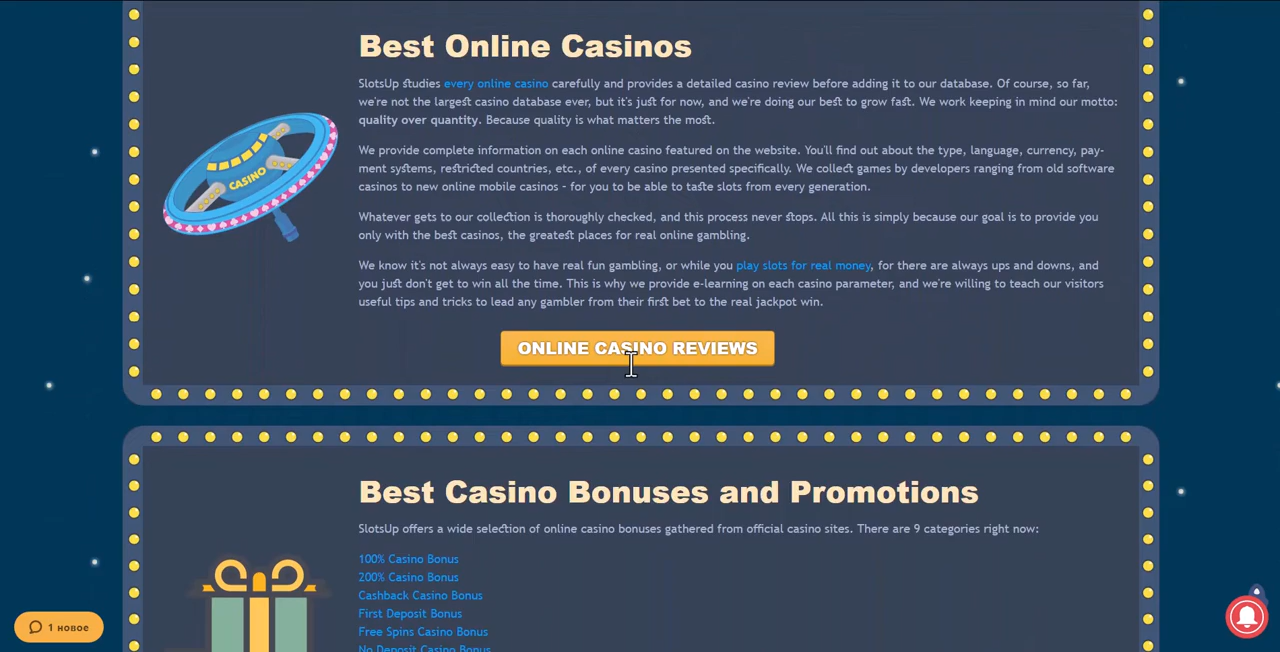 Best Online Casinos
SlotsUp studies every online casino carefully and provides a detailed casino review before adding it to our database. Of course, so far,
we're not the largest casino database ever, but it's just for now, and we're doing our best to grow fast. We work keeping in mind our motto:
quality over quantity. Because quality is what matters the most.
We provide complete information on each online casino featured on the website. You'll find out about the type, language, currency, pay-
ment systems, restricted countries, etc., of every casino presented specifically. We collect games by developers ranging from old software
casinos to new online mobile casinos - for you to be able to taste slots from every generation.
CASINO
Whatever gets to our collection is thoroughly checked, and this process never stops. All this is simply because our goal is to provide you
only with the best casinos, the greatest places for real online gambling.
We know it's not always easy to have real fun gambling, or while you play slots for real money, for there are always ups and downs, and
you just don't get to win all the time. This is why we provide e-learning on each casino parameter, and we're willing to teach our visitors
useful tips and tricks to lead any gambler from their first bet to the real jackpot win.
ONLINE CASINO REVIEWS
Best Casino Bonuses and Promotions
SlotsUp offers a wide selection of online casino bonuses gathered from official casino sites. There are 9 categories right now:
100% Casino Bonus
200% Casino Bonus
Cashback Casino Bonus
First Deposit Bonus
Free Spins Casino Bonus
No Deposit Casino Bonus
1 новое